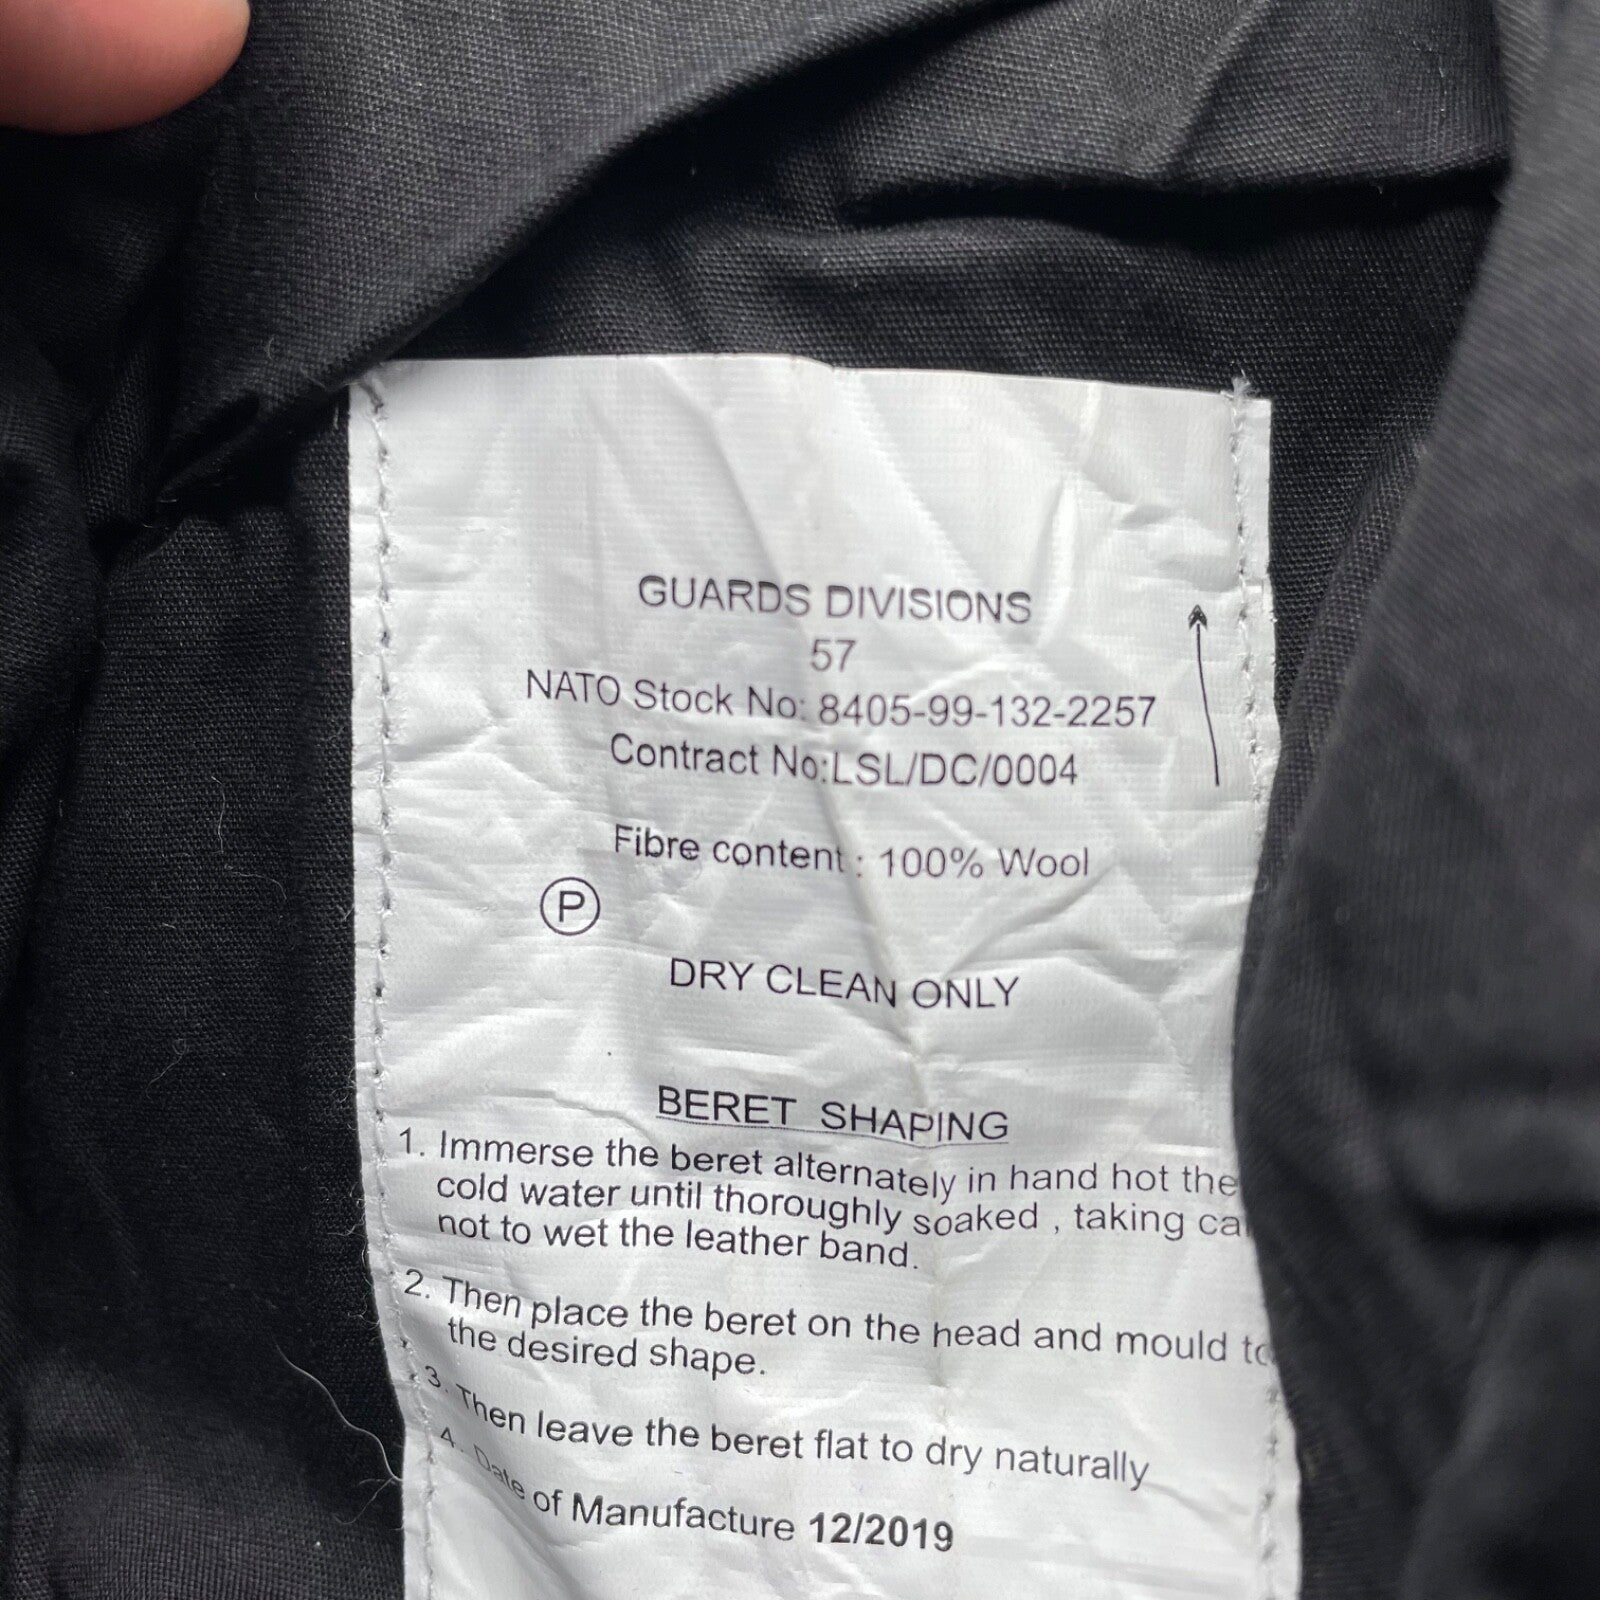 GUARDS DIVISIONS
57
NATO Stock No: 8405-99-132-2257
Contract No:LSL/DC/0004
Fibre content : 100% Wool
P
DRY CLEAN ONLY
BERET SHAPING
1. Immerse the beret alternately in hand hot the
cold water until thoroughly soaked , taking ca
not to wet the leather band.
2. Then place the beret on the head and mould to
the desired shape.
3. Then leave the beret flat to dry naturally
4. Date of Manufacture 12/2019